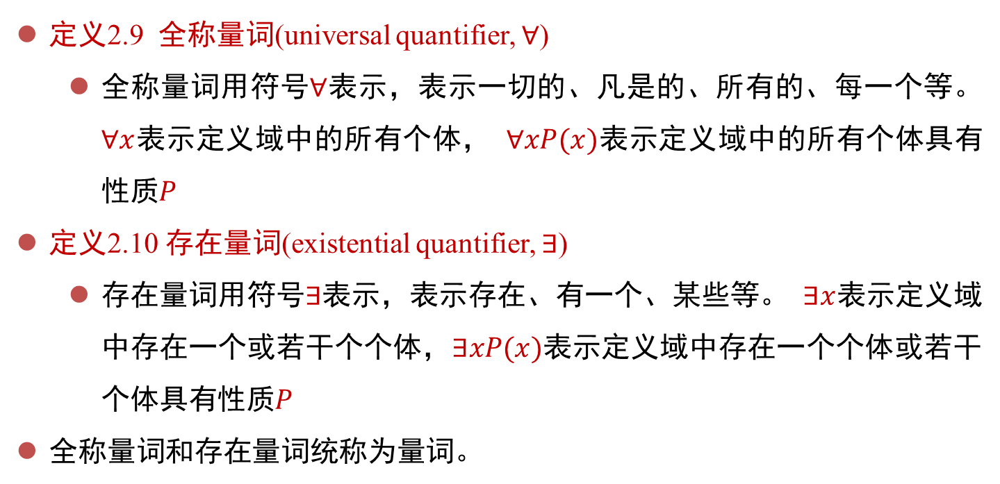 定义2.9 全称量词(universal quantifier, ∀)
全称量词用符号∀表示，表示一切的、凡是的、所有的、每一个等。
∀x表示定义域中的所有个体， ∀xP(x)表示定义域中的所有个体具有
性质P
定义2.10 存在量词(existential quantifier, ∃)
存在量词用符号∃表示，表示存在、有一个、某些等。 ∃x表示定义域
中存在一个或若干个个体，∃xP(x)表示定义域中存在一个个体或若干
个体具有性质P
全称量词和存在量词统称为量词。